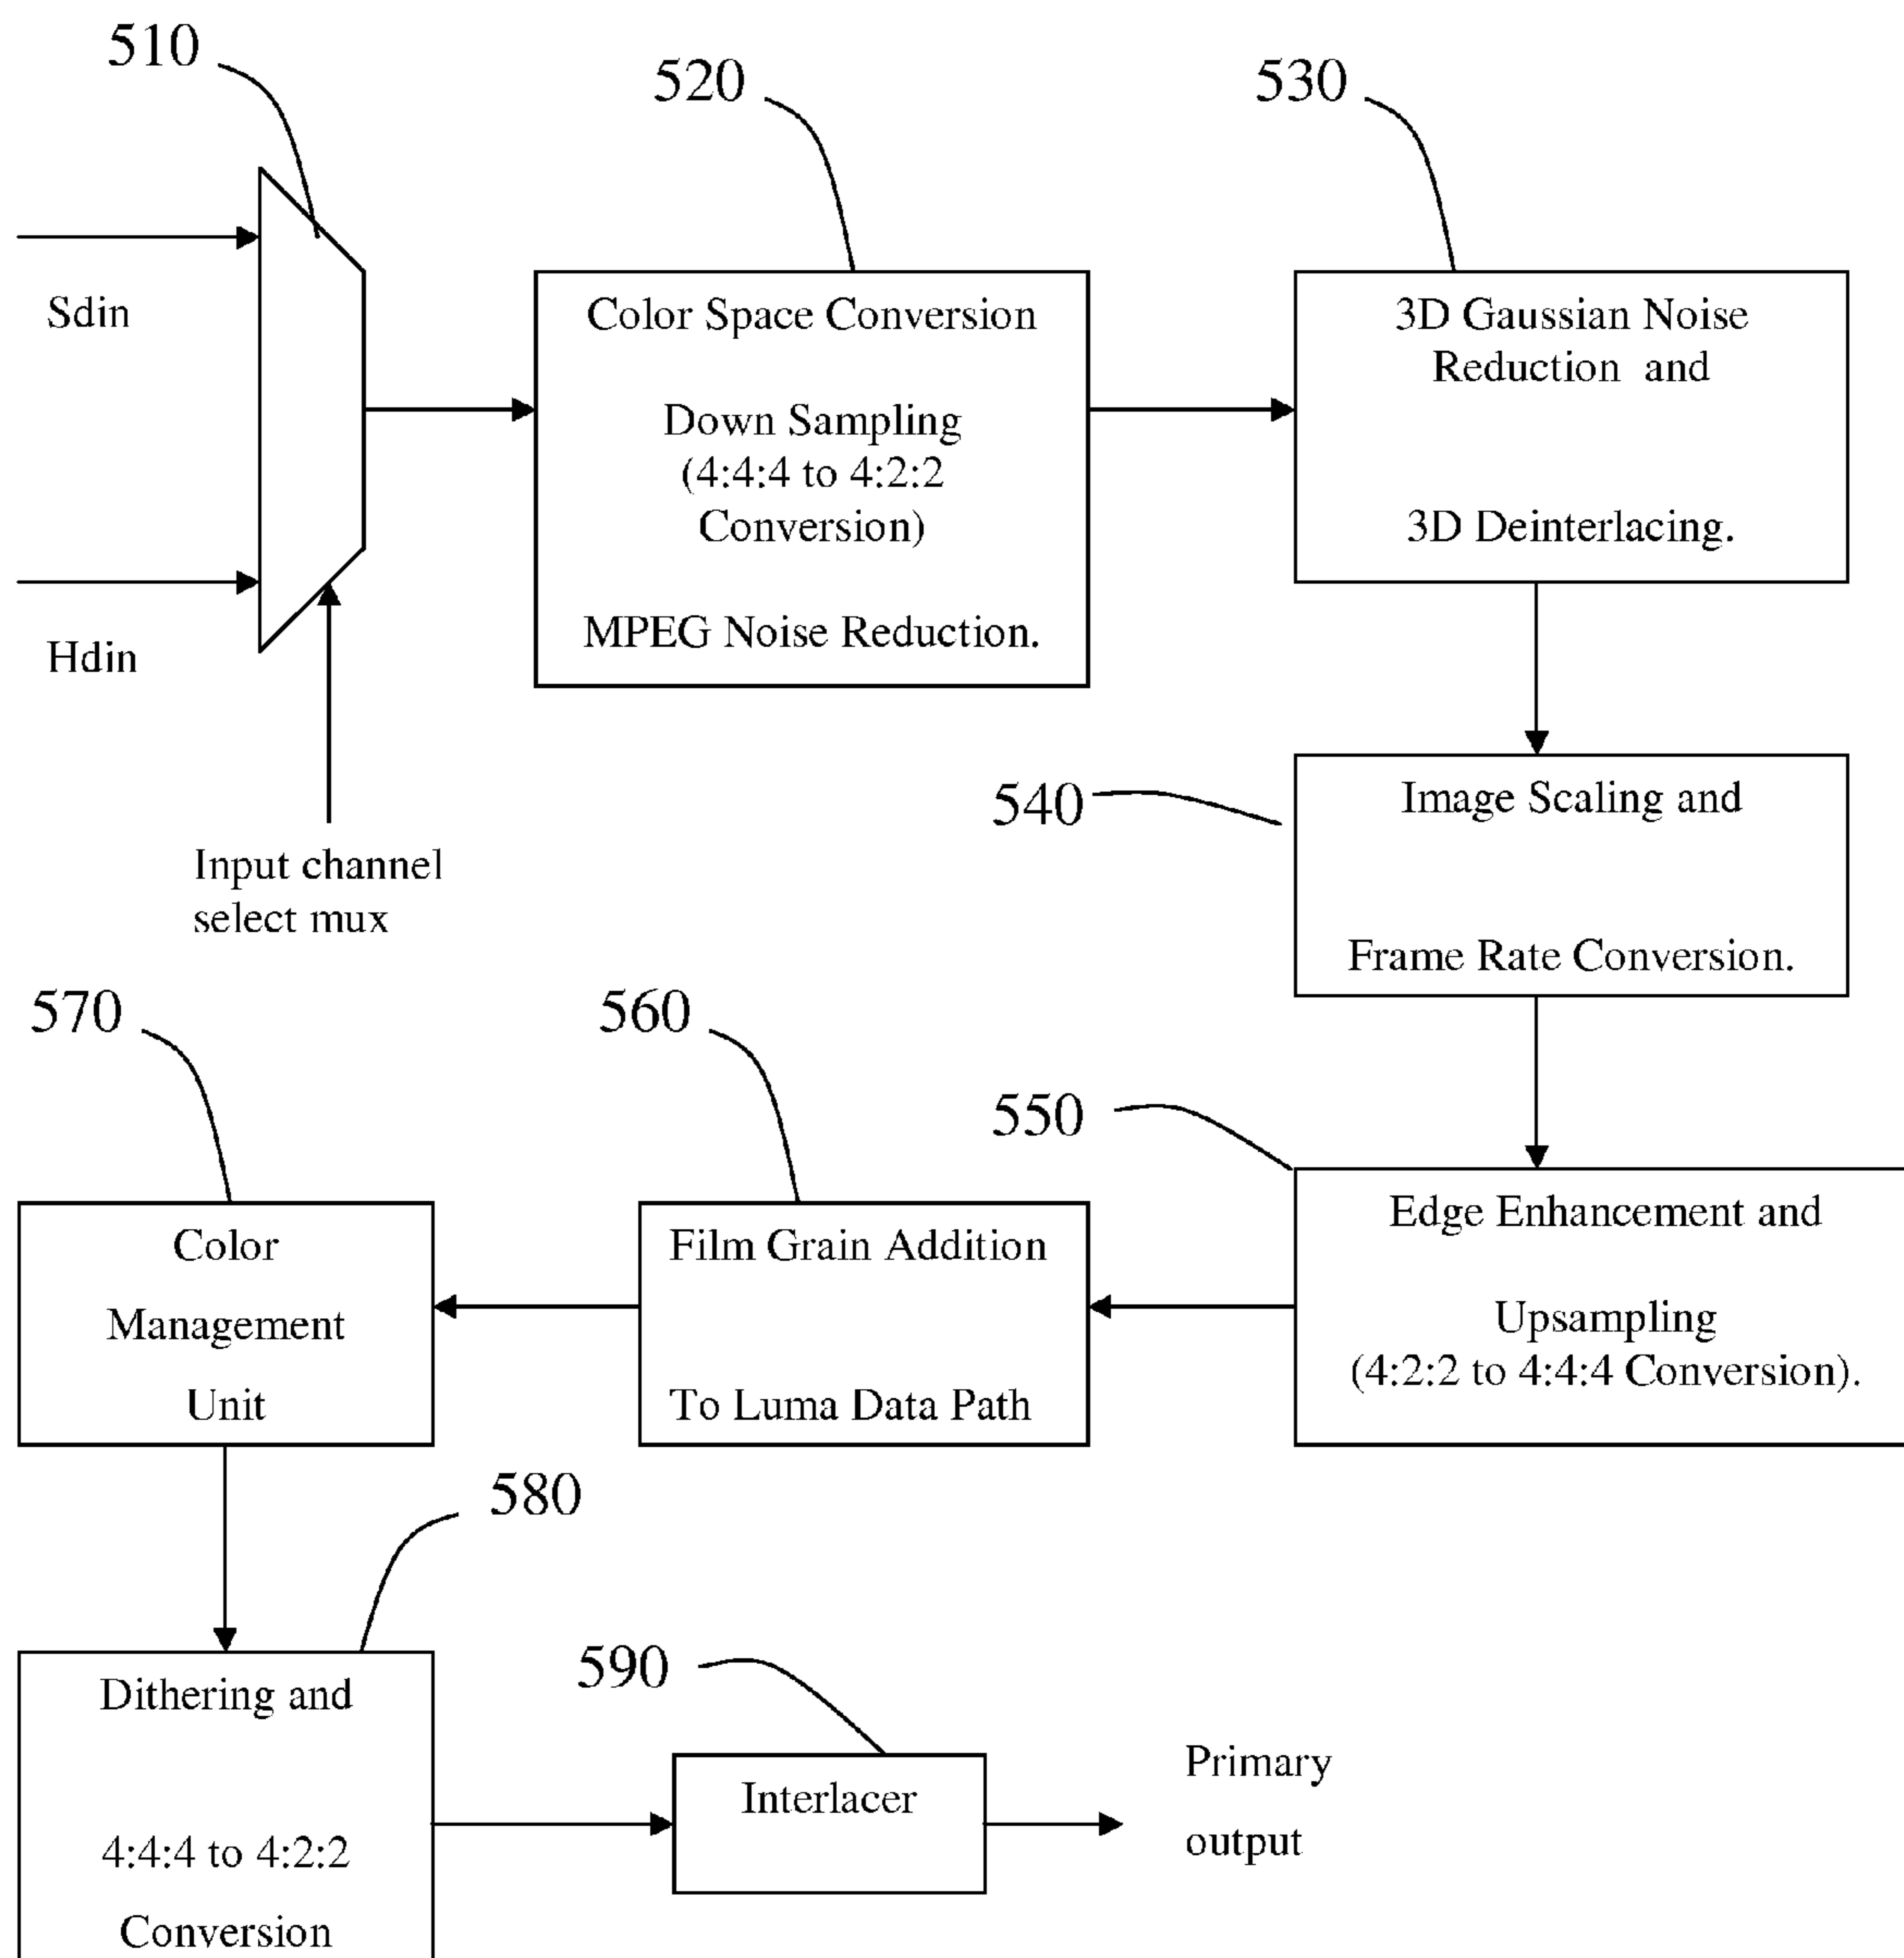 510
520
530
Sdin
Hdin
Input channel
select mux
Color Space Conversion
Down Sampling
(4:4:4 to 4:2:2
Conversion)
MPEG Noise Reduction.
3D Gaussian Noise
Reduction and
3D Deinterlacing.
540
Image Scaling and
Frame Rate Conversion.
570
560
550
Color
Management
Unit
Film Grain Addition
To Luma Data Path
Edge Enhancement and
Upsampling
(4:2:2 to 4:4:4 Conversion).
580
590
Dithering and
4:4:4 to 4:2:2
Conversion
Interlacer
Primary
output